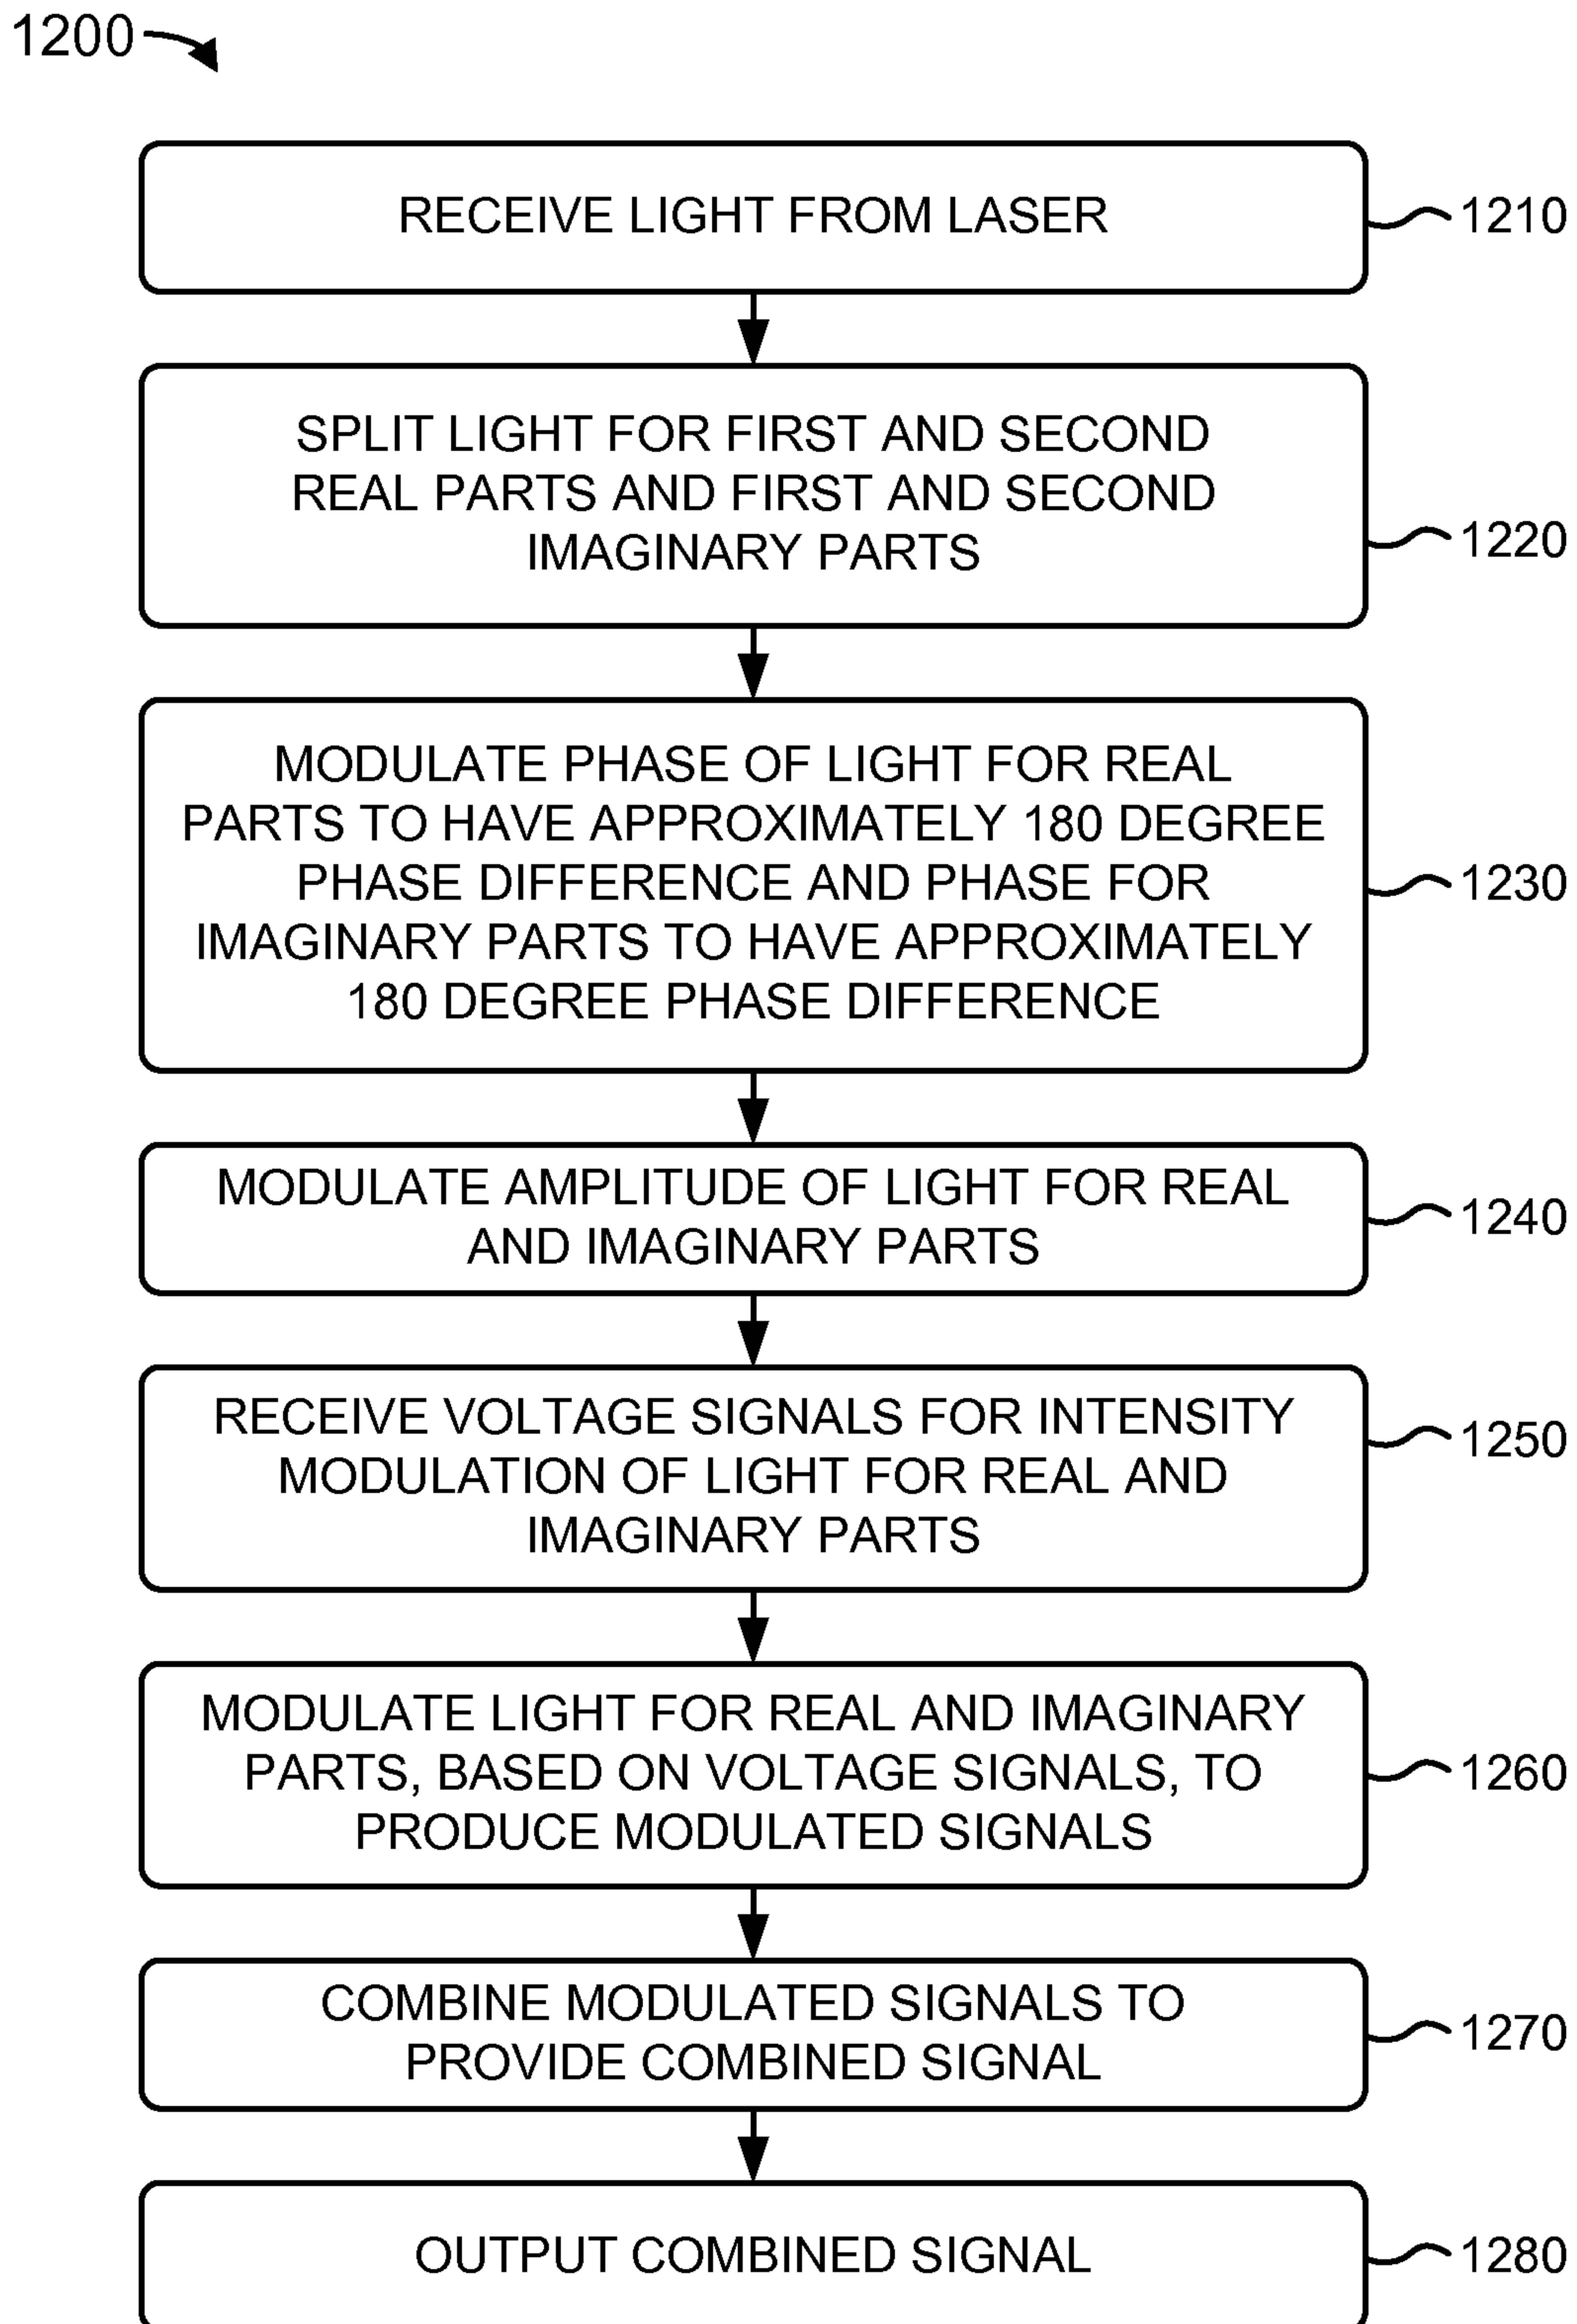 1200
RECEIVE LIGHT FROM LASER
1210
SPLIT LIGHT FOR FIRST AND SECOND
REAL PARTS AND FIRST AND SECOND
IMAGINARY PARTS
1220
MODULATE PHASE OF LIGHT FOR REAL
PARTS TO HAVE APPROXIMATELY 180 DEGREE
PHASE DIFFERENCE AND PHASE FOR
IMAGINARY PARTS TO HAVE APPROXIMATELY
180 DEGREE PHASE DIFFERENCE
1230
MODULATE AMPLITUDE OF LIGHT FOR REAL
AND IMAGINARY PARTS
1240
RECEIVE VOLTAGE SIGNALS FOR INTENSITY
MODULATION OF LIGHT FOR REAL AND
IMAGINARY PARTS
1250
MODULATE LIGHT FOR REAL AND IMAGINARY
PARTS, BASED ON VOLTAGE SIGNALS, TO
PRODUCE MODULATED SIGNALS
1260
COMBINE MODULATED SIGNALS TO
PROVIDE COMBINED SIGNAL
1270
OUTPUT COMBINED SIGNAL
1280